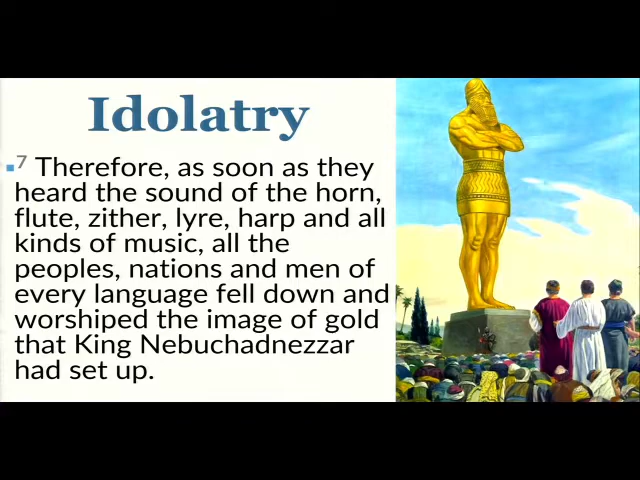 Idolatry
▪7 Therefore, as soon as they
heard the sound of the horn,
flute, zither, lyre, harp and all
kinds of music, all the
peoples, nations and men of
every language fell down and
worshiped the image of gold
that King Nebuchadnezzar
had set up.